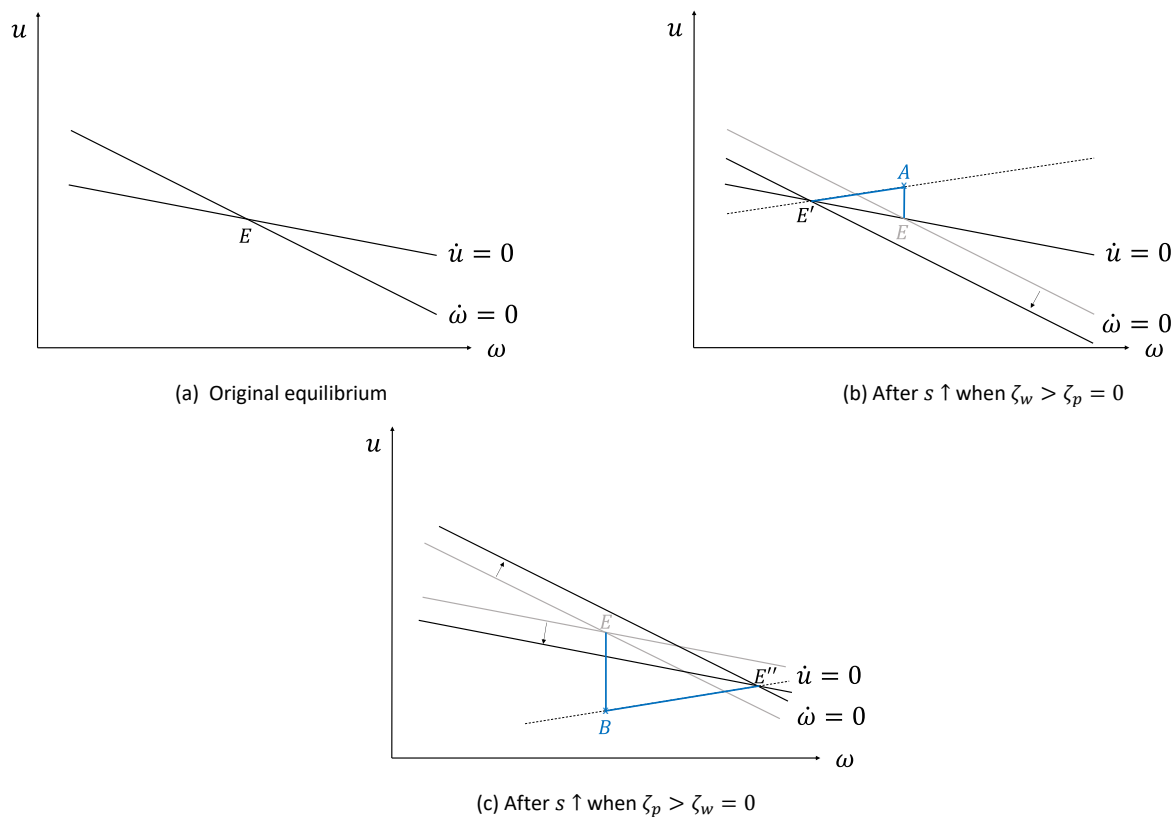 u
E
u̇ = 0
ω̇ = 0
ω
(a) Original equilibrium
u
A
E′
E
u̇ = 0
ω̇ = 0
ω
(b) After s ↑ when ζ_w > ζ_p = 0
u
E
E′′
u̇ = 0
B
ω̇ = 0
ω
(c) After s ↑ when ζ_p > ζ_w = 0